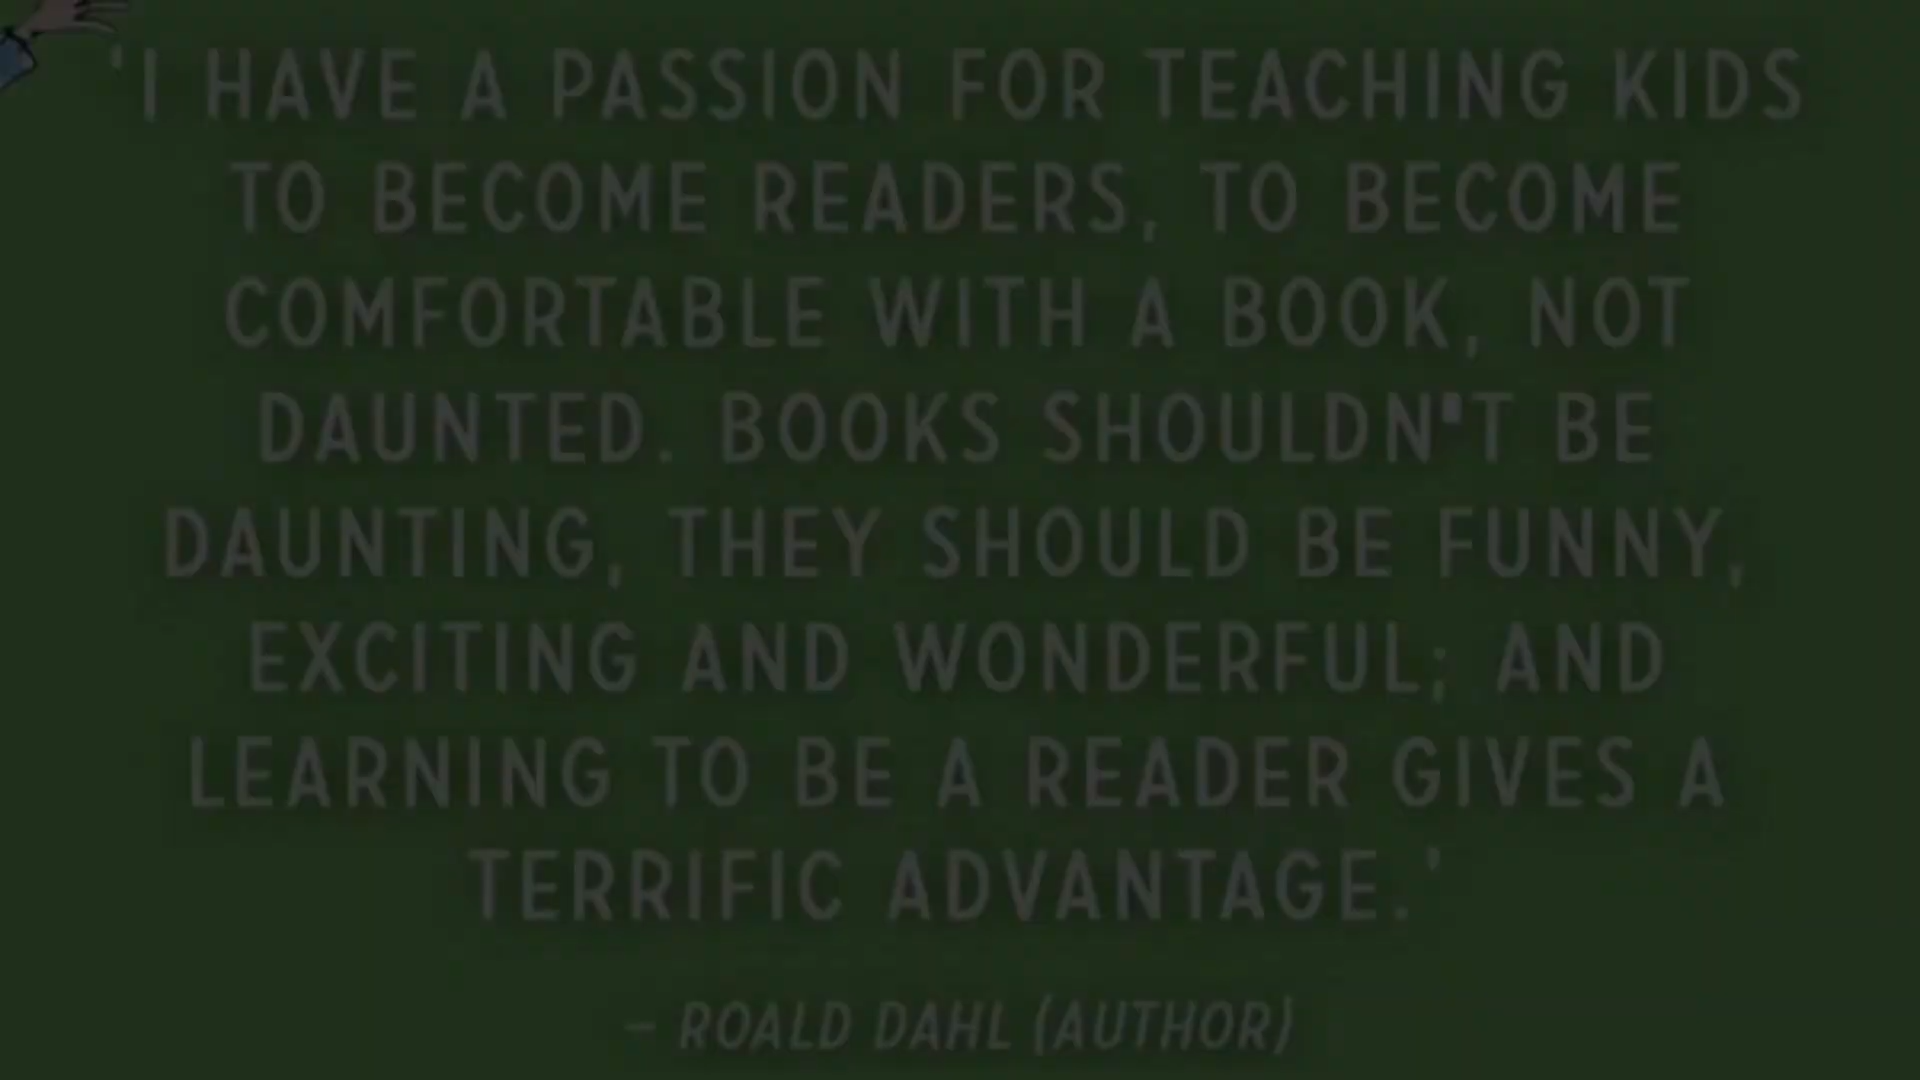 'I HAVE A PASSION FOR TEACHING KIDS
TO BECOME READERS, TO BECOME
COMFORTABLE WITH A BOOK, NOT
DAUNTED. BOOKS SHOULDN'T BE
DAUNTING, THEY SHOULD BE FUNNY,
EXCITING AND WONDERFUL; AND
LEARNING TO BE A READER GIVES A
TERRIFIC ADVANTAGE.'
– ROALD DAHL (AUTHOR)